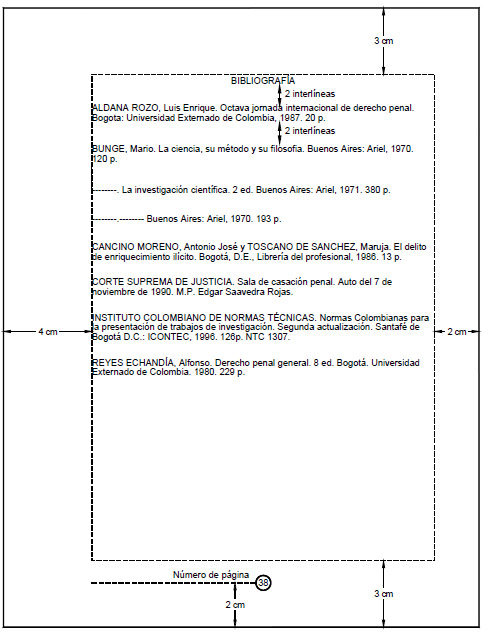 3 cm
BIBLIOGRAFÍA
2 interlíneas
ALDANA ROZO, Luis Enrique. Octava jornada internacional de derecho penal.
Bogota: Universidad Externado de Colombia, 1987. 20 p.
2 interlíneas
BUNGE, Mario. La ciencia, su método y su filosofia. Buenos Aires: Ariel, 1970.
120 p.
--------. La investigación científica. 2 ed. Buenos Aires: Ariel, 1971. 380 p.
--------.-------- Buenos Aires: Ariel, 1970. 193 p.
CANCINO MORENO, Antonio José y TOSCANO DE SANCHEZ, Maruja. El delito
de enriquecimiento ilícito. Bogotá, D.E., Librería del profesional, 1986. 13 p.
CORTE SUPREMA DE JUSTICIA. Sala de casación penal. Auto del 7 de
noviembre de 1990. M.P. Edgar Saavedra Rojas.
INSTITUTO COLOMBIANO DE NORMAS TÉCNICAS. Normas Colombianas para
la presentación de trabajos de investigación. Segunda actualización. Santafé de
Bogotá D.C.: ICONTEC, 1996. 126p. NTC 1307.
4 cm
2 cm
REYES ECHANDÍA, Alfonso. Derecho penal general. 8 ed. Bogotá. Universidad
Externado de Colombia. 1980. 229 p.
Número de página
38
3 cm
2 cm